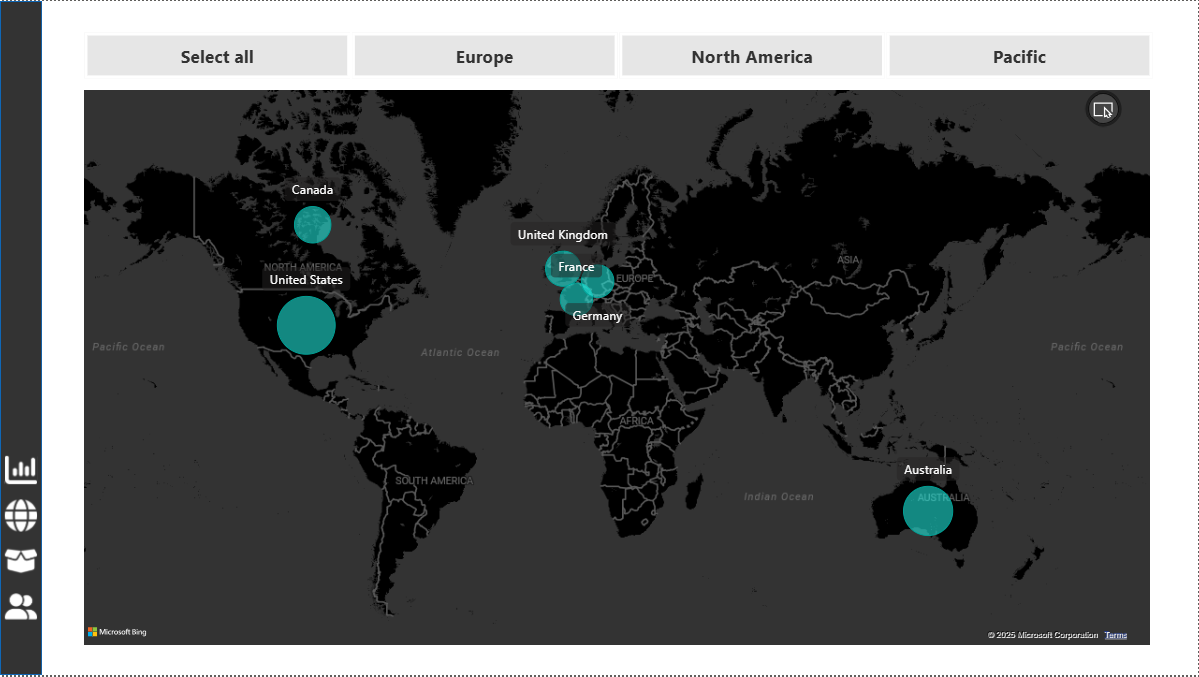 Select all
Europe
North America
Pacific
Canada
United Kingdom
ASIA
NORTH AMERICA
France
United States
EUROPE
Germany
Pacific Ocean
Atlantic Ocean
Pacific Ocean
AFRICA
Australia
SOUTH AMERICA
Indian Ocean
AUSTRALIA
Microsoft Bing
© 2025 Microsoft Corporation Terms